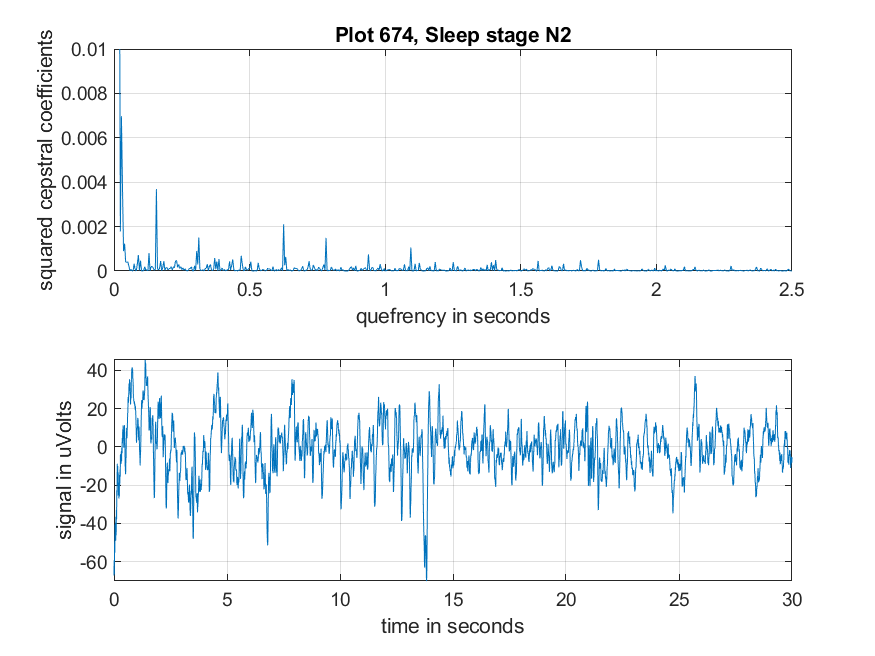 Plot 674, Sleep stage N2
squared cepstral coefficients
0.01
0.008
0.006
0.004
0.002
0
0 0.5 1 1.5 2 2.5
quefrency in seconds
signal in uVolts
40
20
0
-20
-40
-60
0 5 10 15 20 25 30
time in seconds